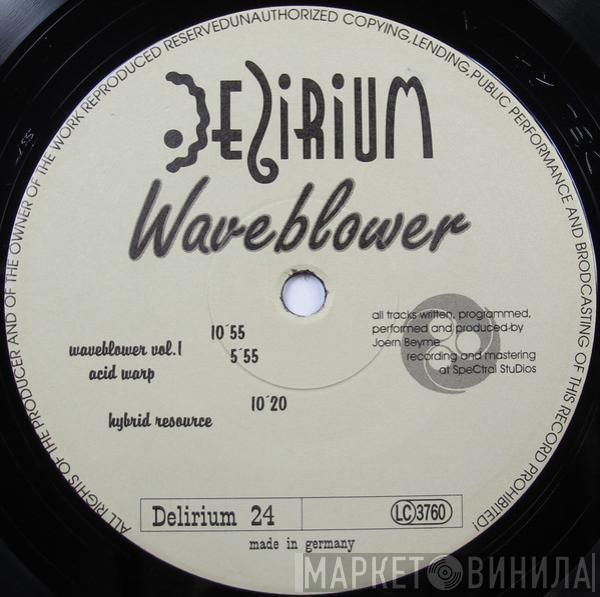 ALL RIGHTS OF THE PRODUCER AND OF THE OWNER OF THE WORK REPRODUCED RESERVEDUNAUTHORIZED COPYING,LENDING,PUBLIC PERFORMANCE AND BRODCASTING OF THIS RECORD PROHIBITED!
DELIRIUM
Waveblower
10´55
waveblower vol.1
5´55
acid warp
10´20
hybrid resource
all tracks written, programmed,
performed and produced by
Joern Beyme
recording and mastering
at SpeCtral StuDios
Delirium 24
LC 3760
made in germany
МАРКЕТ ВИНИЛА